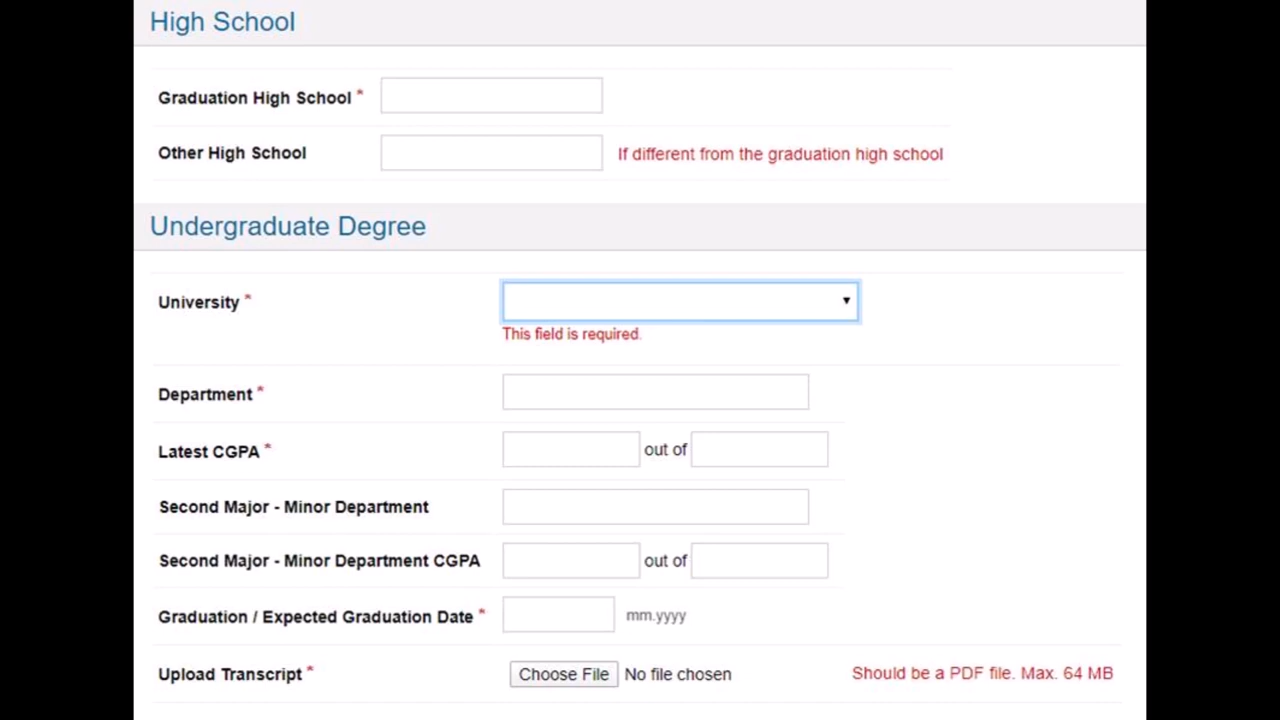 High School
Graduation High School *
Other High School If different from the graduation high school
Undergraduate Degree
University *
This field is required.
Department *
Latest CGPA * out of
Second Major - Minor Department
Second Major - Minor Department CGPA out of
Graduation / Expected Graduation Date * mm.yyyy
Upload Transcript * Choose File No file chosen Should be a PDF file. Max. 64 MB